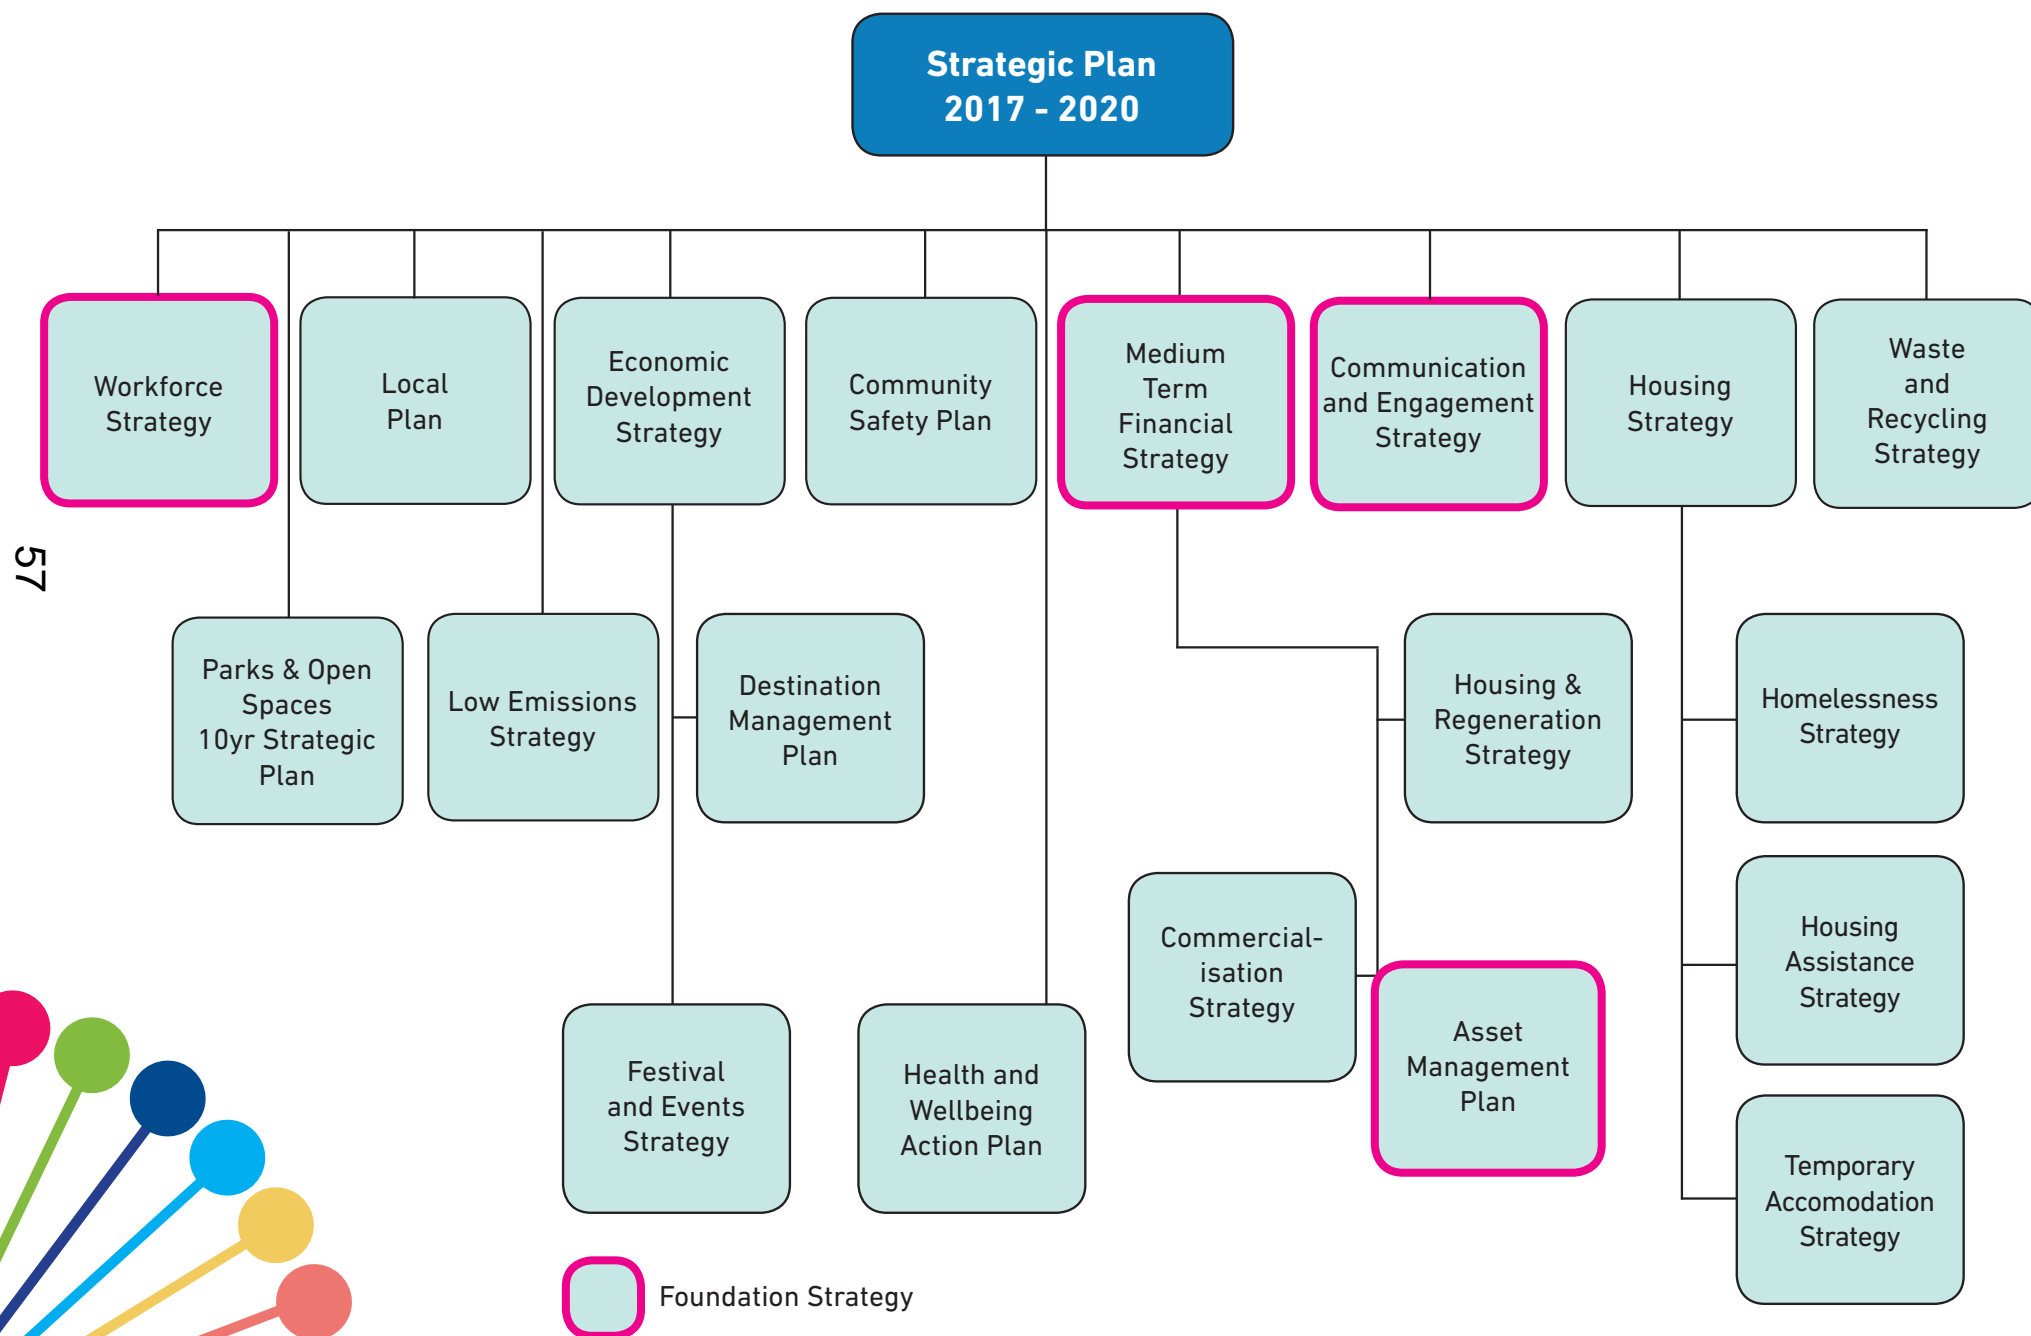 Strategic Plan
2017 - 2020
Workforce
Strategy
Local
Plan
Economic
Development
Strategy
Community
Safety Plan
Medium
Term
Financial
Strategy
Communication
and Engagement
Strategy
Housing
Strategy
Waste
and
Recycling
Strategy
57
Parks & Open
Spaces
10yr Strategic
Plan
Low Emissions
Strategy
Destination
Management
Plan
Housing &
Regeneration
Strategy
Homelessness
Strategy
Commercial-
isation
Strategy
Housing
Assistance
Strategy
Festival
and Events
Strategy
Health and
Wellbeing
Action Plan
Asset
Management
Plan
Temporary
Accomodation
Strategy
Foundation Strategy